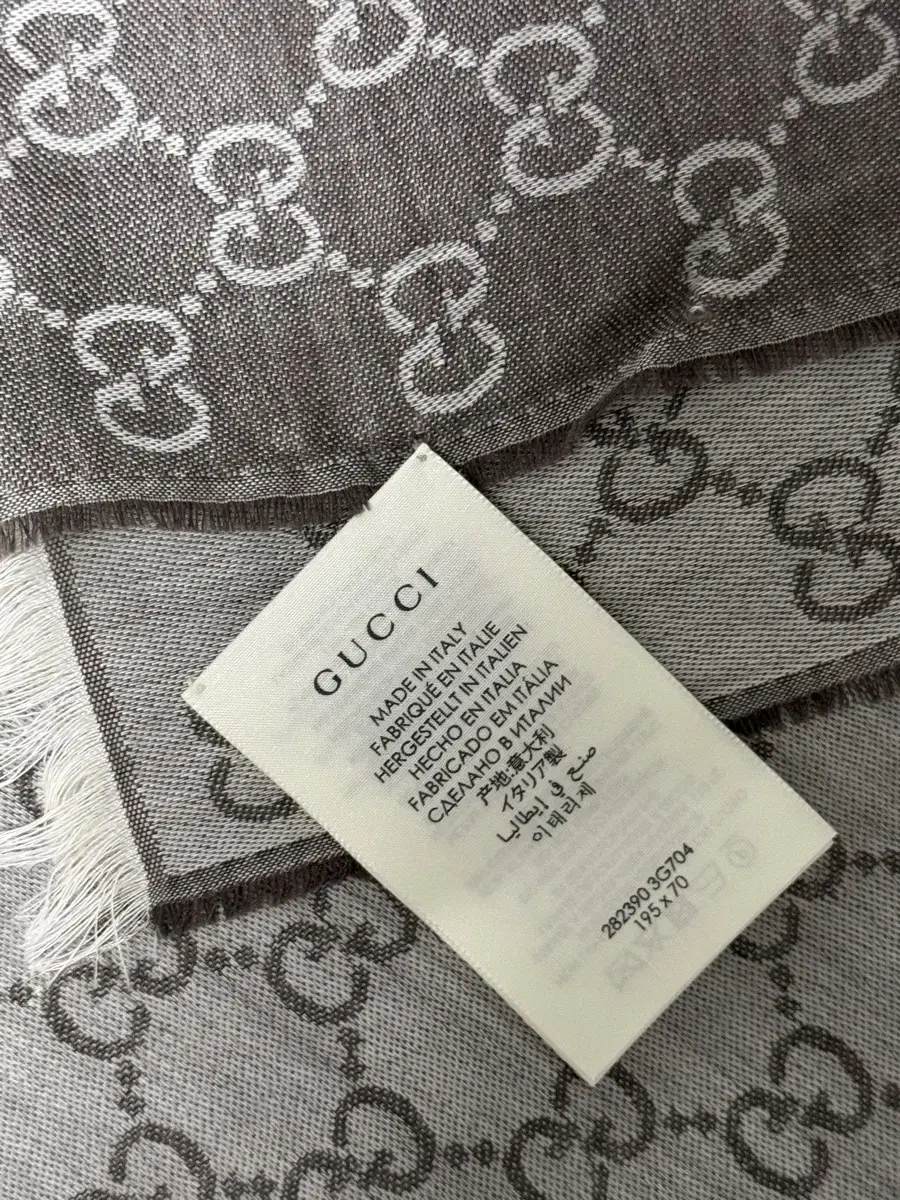 GUCCI
MADE IN ITALY
FABRIQUÉ EN ITALIE
HERGESTELLT IN ITALIEN
HECHO EN ITALIA
FABRICADO EM ITÁLIA
СДЕЛАНО В ИТАЛИИ
产地:意大利
イタリア製
صنع في إيطاليا
이태리제
282390 3G704
195 x 70